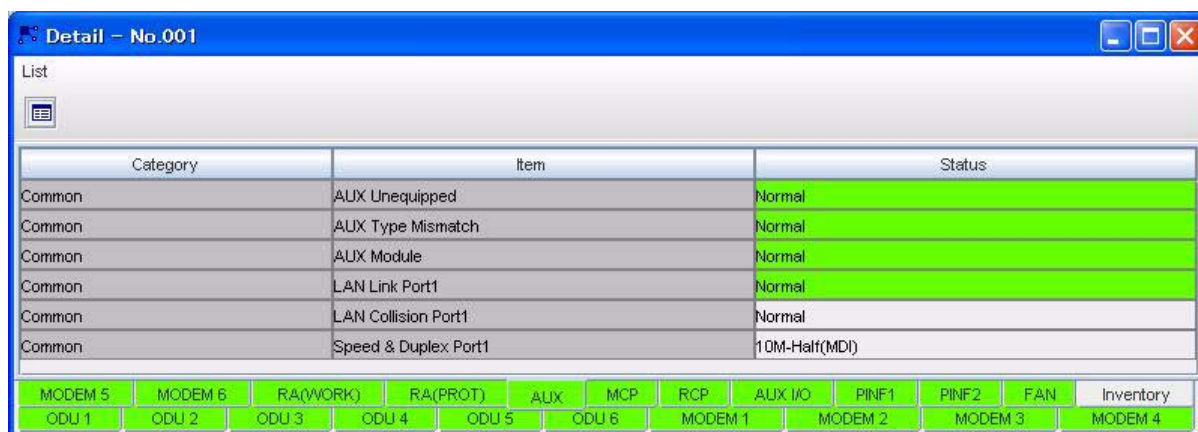 Detail – No.001
List
Category Item Status
Common AUX Unequipped Normal
Common AUX Type Mismatch Normal
Common AUX Module Normal
Common LAN Link Port1 Normal
Common LAN Collision Port1 Normal
Common Speed & Duplex Port1 10M-Half(MDI)
MODEM 5 MODEM 6 RA(WORK) RA(PROT) AUX MCP RCP AUX I/O PINF1 PINF2 FAN Inventory
ODU 1 ODU 2 ODU 3 ODU 4 ODU 5 ODU 6 MODEM 1 MODEM 2 MODEM 3 MODEM 4